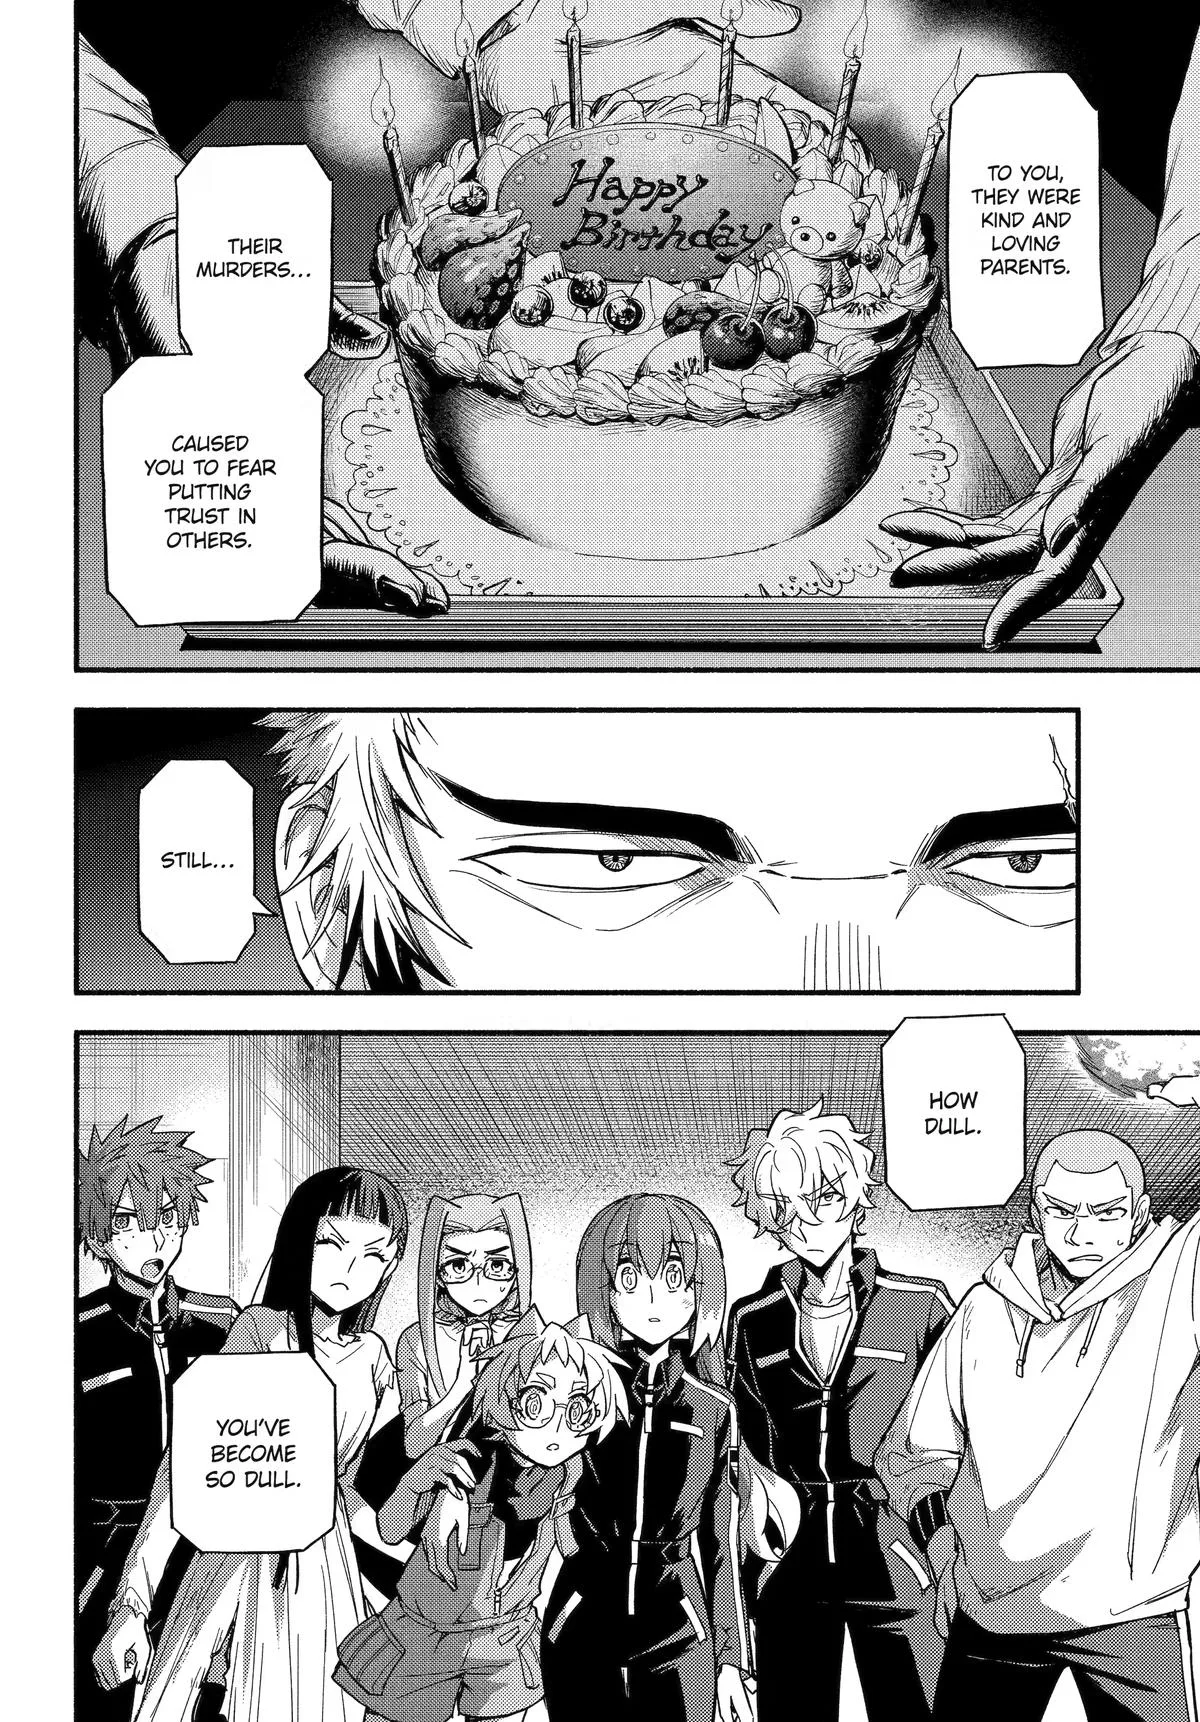 TO YOU,
THEY WERE
KIND AND
LOVING
PARENTS.
Happy
Birthday
THEIR
MURDERS...
CAUSED
YOU TO FEAR
PUTTING
TRUST IN
OTHERS.
STILL...
HOW
DULL.
YOU'VE
BECOME
SO DULL.